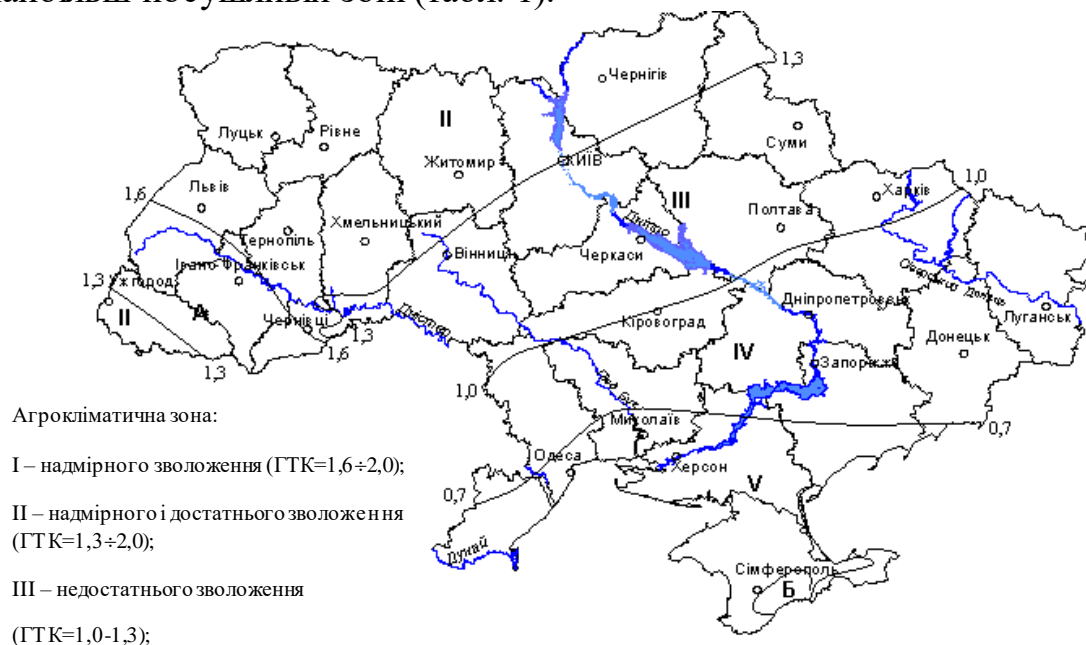 Чернігів
1,3
II
Луцьк
Рівне
Суми
Житомир
КИЇВ
Львів
1,6
III
Харків
1,0
Хмельницький
Полтава
Дніпро
Тернопіль
Черкаси
Вінниця
Івано-Франківськ
Ужгород
1,3
Дніпропетровськ
II
А
Чернівці
Дністер
Кіровоград
Луганськ
1,3
1,6
Донецьк
1,3
IV
Запоріжжя
1,0
Миколаїв
0,7
Агрокліматична зона:
Одеса
Херсон
I – надмірного зволоження (ГТК=1,6÷2,0);
V
0,7
II – надмірного і достатнього зволоження
(ГТК=1,3÷2,0);
Дунай
Сімферополь
Б
III – недостатнього зволоження
(ГТК=1,0-1,3);